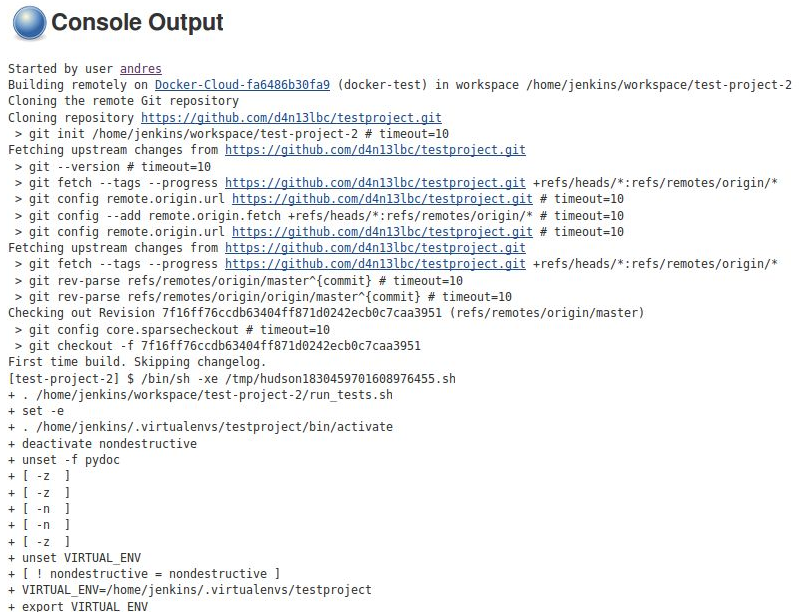 Console Output
Started by user andres
Building remotely on Docker-Cloud-fa6486b30fa9 (docker-test) in workspace /home/jenkins/workspace/test-project-2
Cloning the remote Git repository
Cloning repository https://github.com/d4n13lbc/testproject.git
 > git init /home/jenkins/workspace/test-project-2 # timeout=10
Fetching upstream changes from https://github.com/d4n13lbc/testproject.git
 > git --version # timeout=10
 > git fetch --tags --progress https://github.com/d4n13lbc/testproject.git +refs/heads/*:refs/remotes/origin/*
 > git config remote.origin.url https://github.com/d4n13lbc/testproject.git # timeout=10
 > git config --add remote.origin.fetch +refs/heads/*:refs/remotes/origin/* # timeout=10
 > git config remote.origin.url https://github.com/d4n13lbc/testproject.git # timeout=10
Fetching upstream changes from https://github.com/d4n13lbc/testproject.git
 > git fetch --tags --progress https://github.com/d4n13lbc/testproject.git +refs/heads/*:refs/remotes/origin/*
 > git rev-parse refs/remotes/origin/master^{commit} # timeout=10
 > git rev-parse refs/remotes/origin/origin/master^{commit} # timeout=10
Checking out Revision 7f16ff76ccdb63404ff871d0242ecb0c7caa3951 (refs/remotes/origin/master)
 > git config core.sparsecheckout # timeout=10
 > git checkout -f 7f16ff76ccdb63404ff871d0242ecb0c7caa3951
First time build. Skipping changelog.
[test-project-2] $ /bin/sh -xe /tmp/hudson1830459701608976455.sh
+ . /home/jenkins/workspace/test-project-2/run_tests.sh
+ set -e
+ . /home/jenkins/.virtualenvs/testproject/bin/activate
+ deactivate nondestructive
+ unset -f pydoc
+ [ -z  ]
+ [ -z  ]
+ [ -n  ]
+ [ -n  ]
+ [ -z  ]
+ unset VIRTUAL_ENV
+ [ ! nondestructive = nondestructive ]
+ VIRTUAL_ENV=/home/jenkins/.virtualenvs/testproject
+ export VIRTUAL_ENV